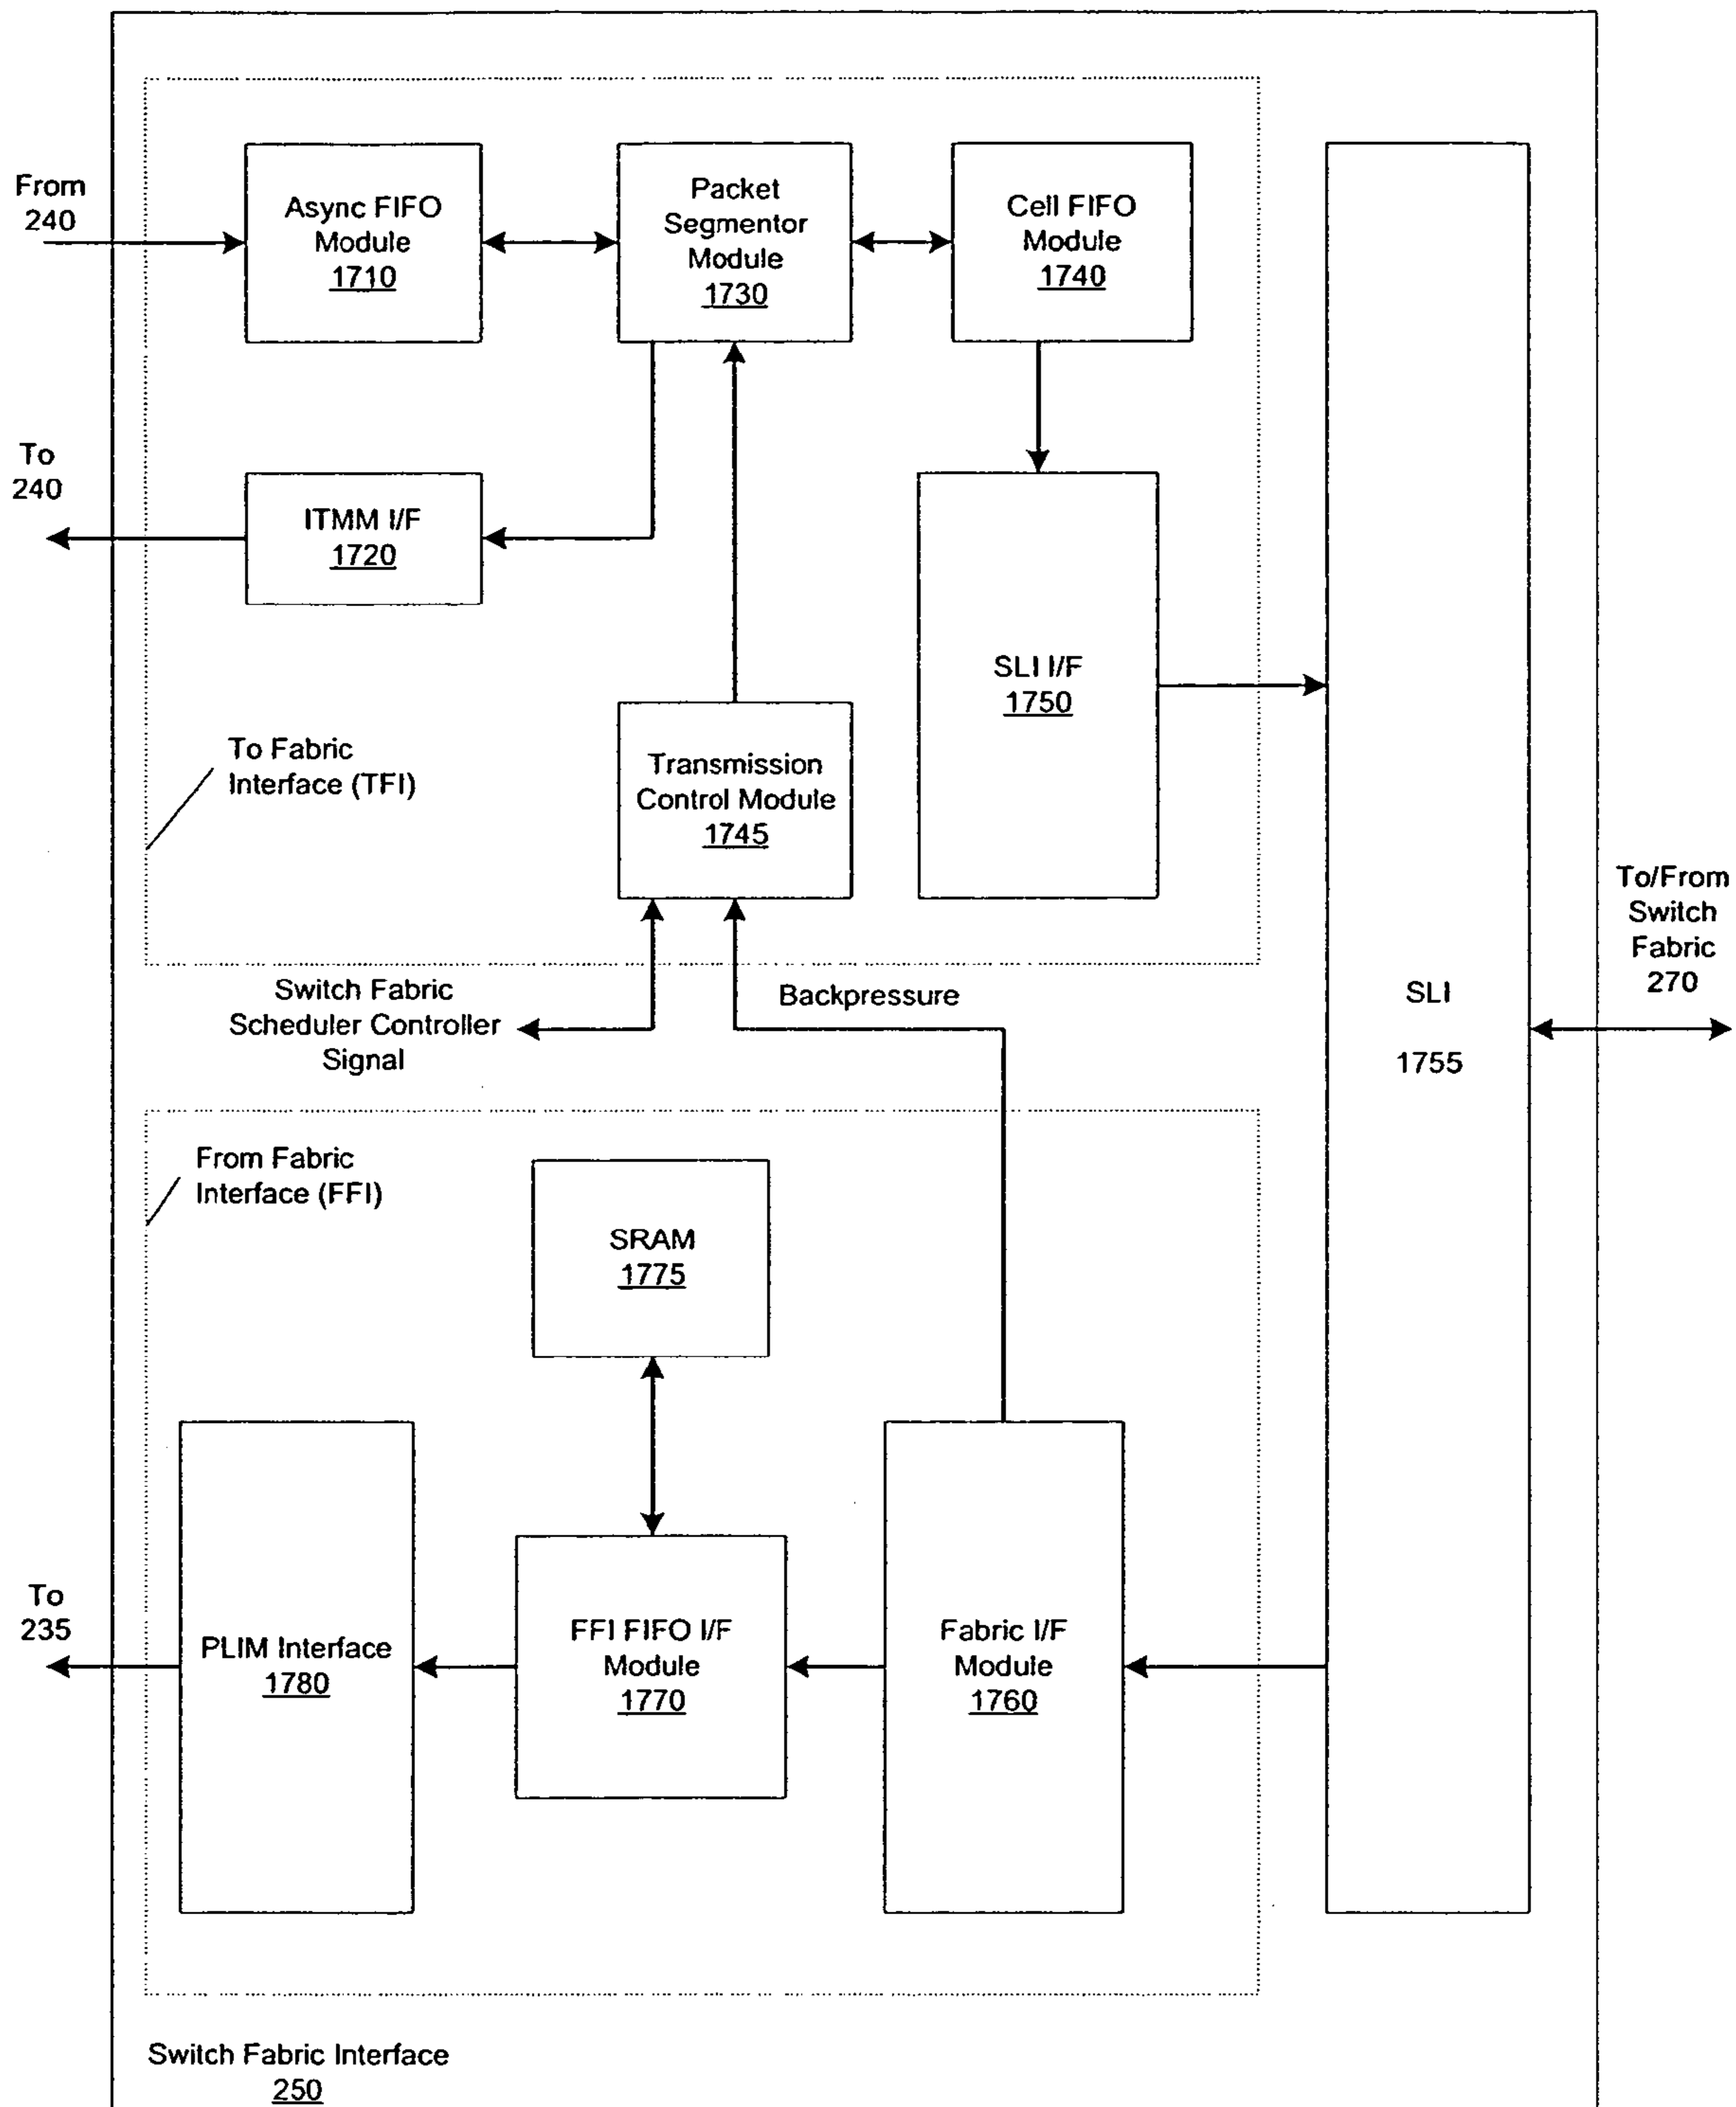 From
240
Async FIFO
Module
1710
Packet
Segmentor
Module
1730
Cell FIFO
Module
1740
To
240
ITMM I/F
1720
SLI I/F
1750
To Fabric
Interface (TFI)
Transmission
Control Module
1745
To/From
Switch
Fabric
270
Switch Fabric
Scheduler Controller
Signal
Backpressure
SLI
1755
From Fabric
Interface (FFI)
SRAM
1775
To
235
PLIM Interface
1780
FFI FIFO I/F
Module
1770
Fabric I/F
Module
1760
Switch Fabric Interface
250